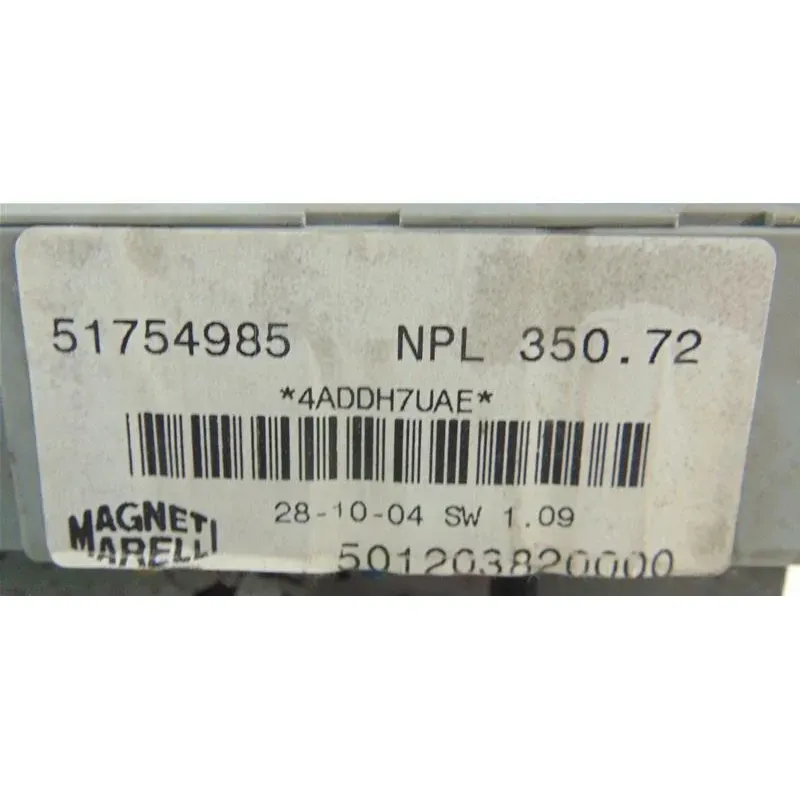 51754985 NPL 350.72
*4ADDH7UAE*
28-10-04 SW 1.09
MAGNETI
MARELLI
501203820000